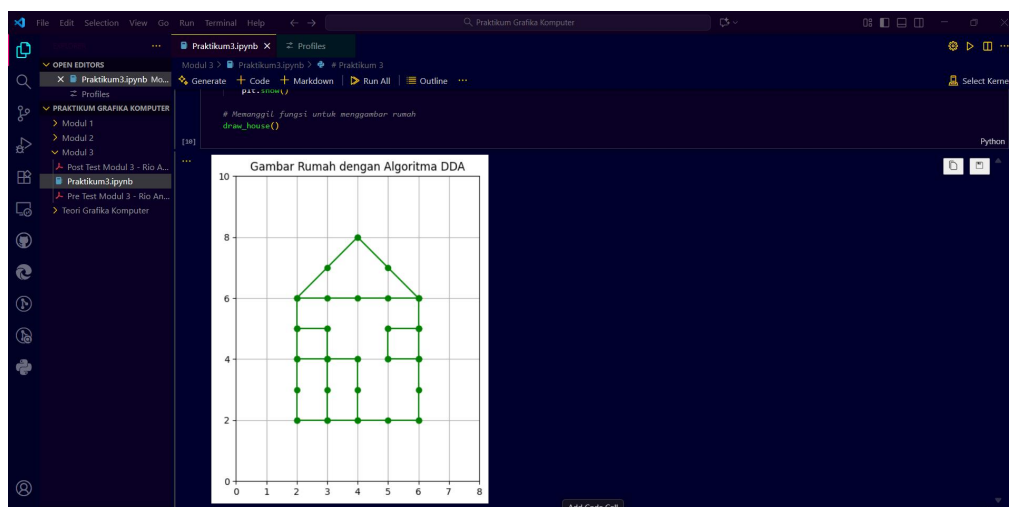 File Edit Selection View Go Run Terminal Help
Praktikum Grafika Komputer
Praktikum3.ipynb
Profiles
OPEN EDITORS
Praktikum3.ipynb Mo...
Profiles
PRAKTIKUM GRAFIKA KOMPUTER
Modul 1
Modul 2
Modul 3
Post Test Modul 3 - Rio A...
Praktikum3.ipynb
Pre Test Modul 3 - Rio An...
Teori Grafika Komputer
Modul 3 > Praktikum3.ipynb > # Praktikum 3
Generate + Code + Markdown Run All Outline ...
Select Kerne
plt.show()
# Memanggil fungsi untuk menggambar rumah
draw_house()
[10]
Python
Gambar Rumah dengan Algoritma DDA
10
8
6
4
2
0
0 1 2 3 4 5 6 7 8
Add Code Cell